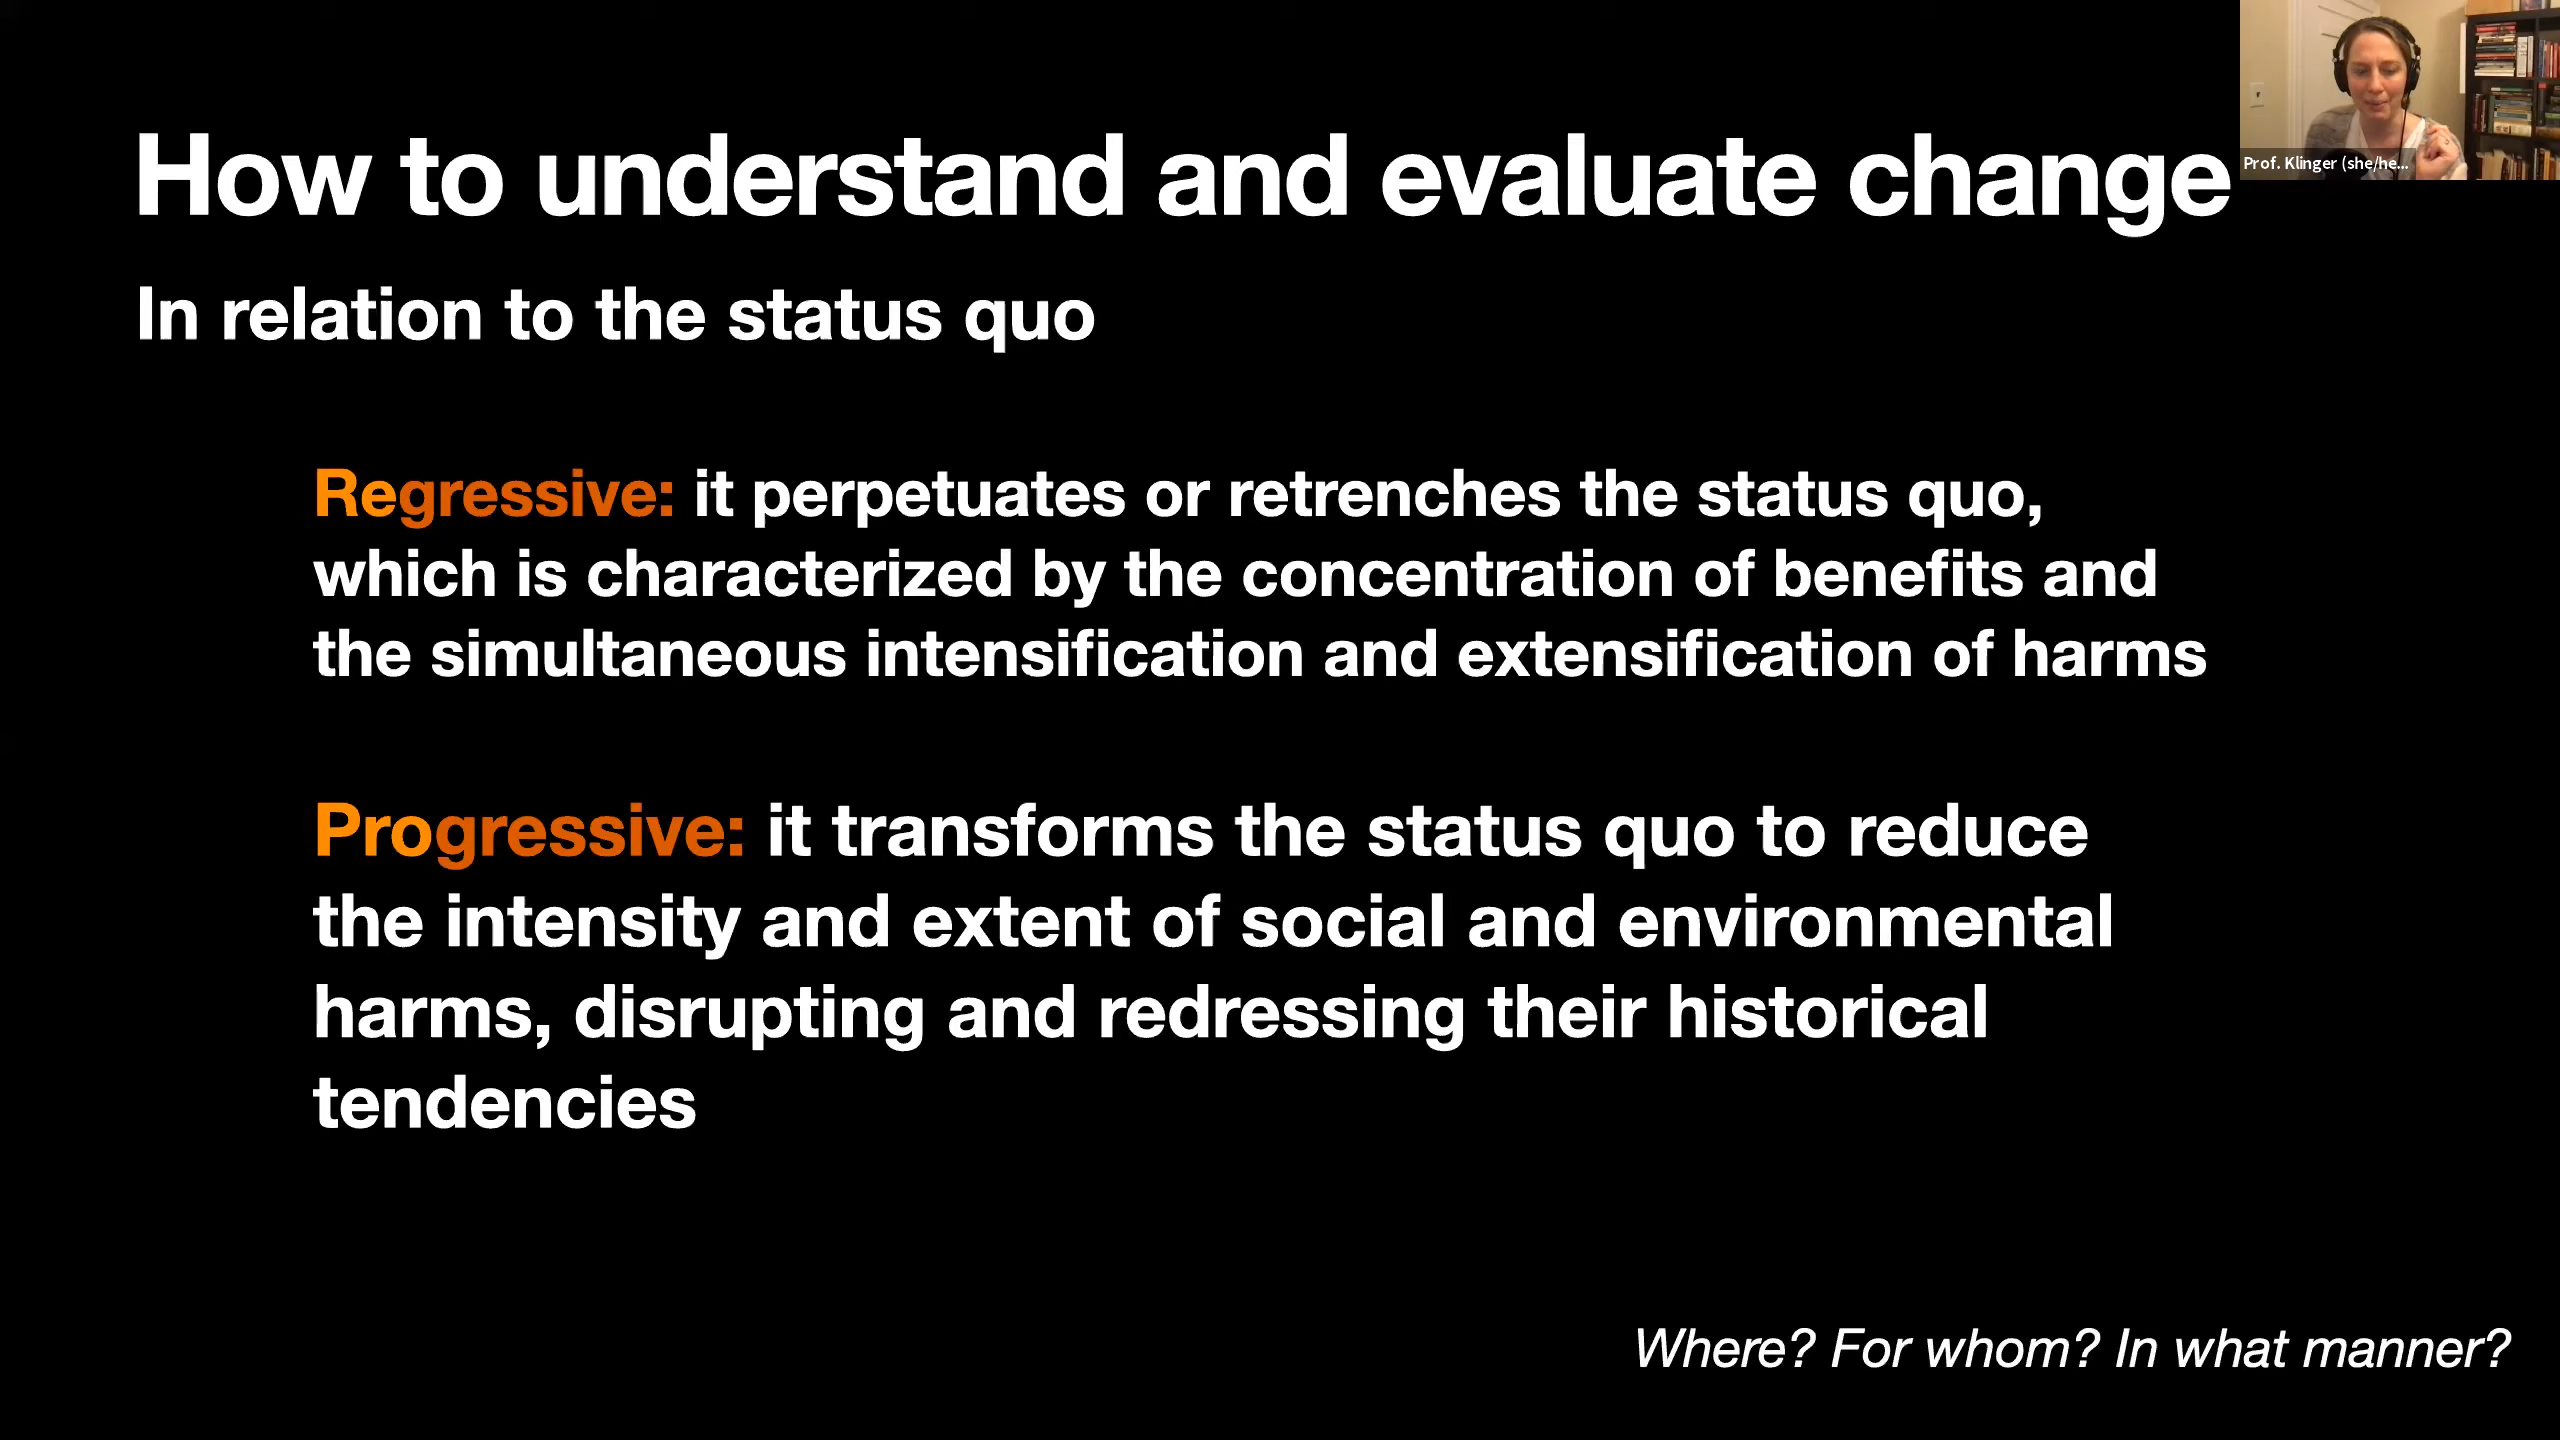 How to understand and evaluate change
Prof. Klinger (she/he...
In relation to the status quo
Regressive: it perpetuates or retrenches the status quo,
which is characterized by the concentration of benefits and
the simultaneous intensification and extensification of harms
Progressive: it transforms the status quo to reduce
the intensity and extent of social and environmental
harms, disrupting and redressing their historical
tendencies
Where? For whom? In what manner?